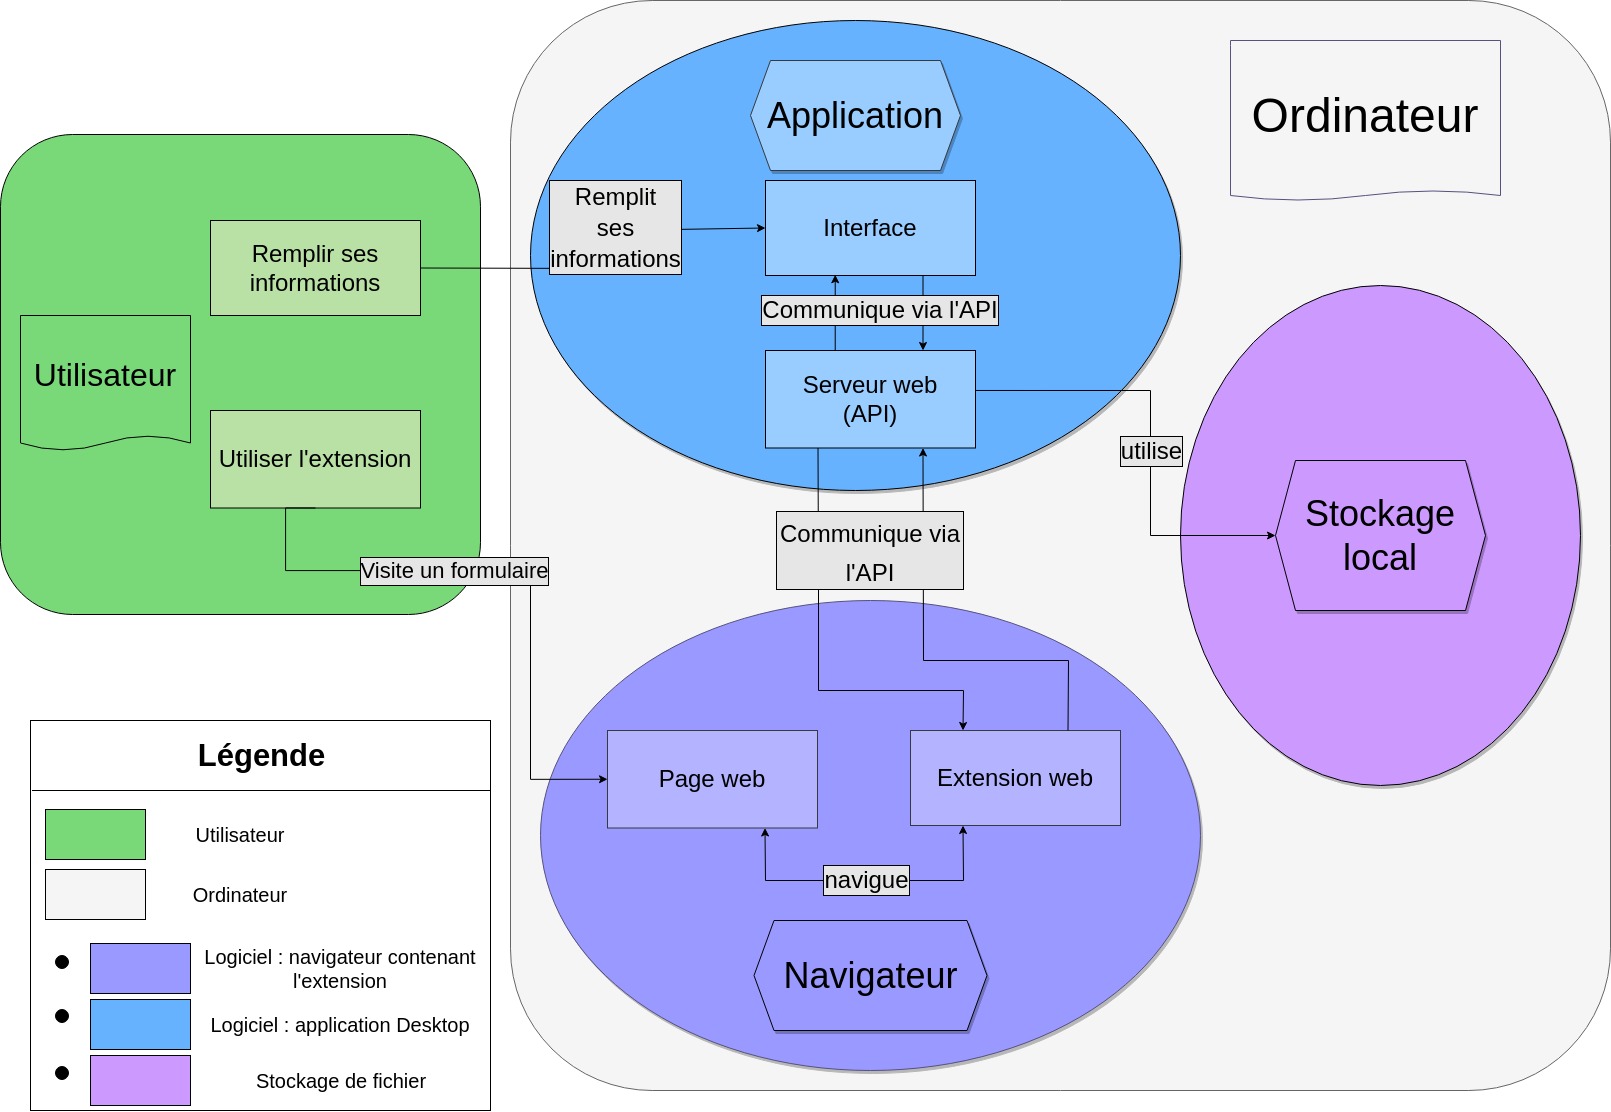 Application
Ordinateur
Remplit
ses
informations
Interface
Remplir ses
informations
Communique via l'API
Utilisateur
Serveur web
(API)
utilise
Utiliser l'extension
Stockage
local
Communique via
l'API
Visite un formulaire
Page web
Extension web
navigue
Navigateur
Légende
Utilisateur
Ordinateur
Logiciel : navigateur contenant
l'extension
Logiciel : application Desktop
Stockage de fichier